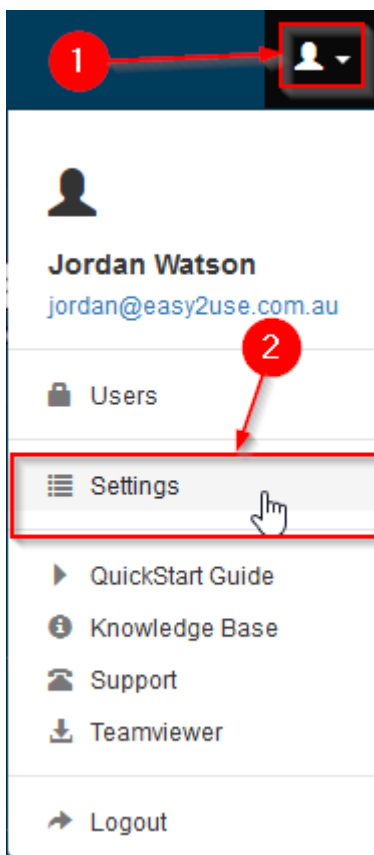 1
Jordan Watson
jordan@easy2use.com.au
2
Users
Settings
QuickStart Guide
Knowledge Base
Support
Teamviewer
Logout